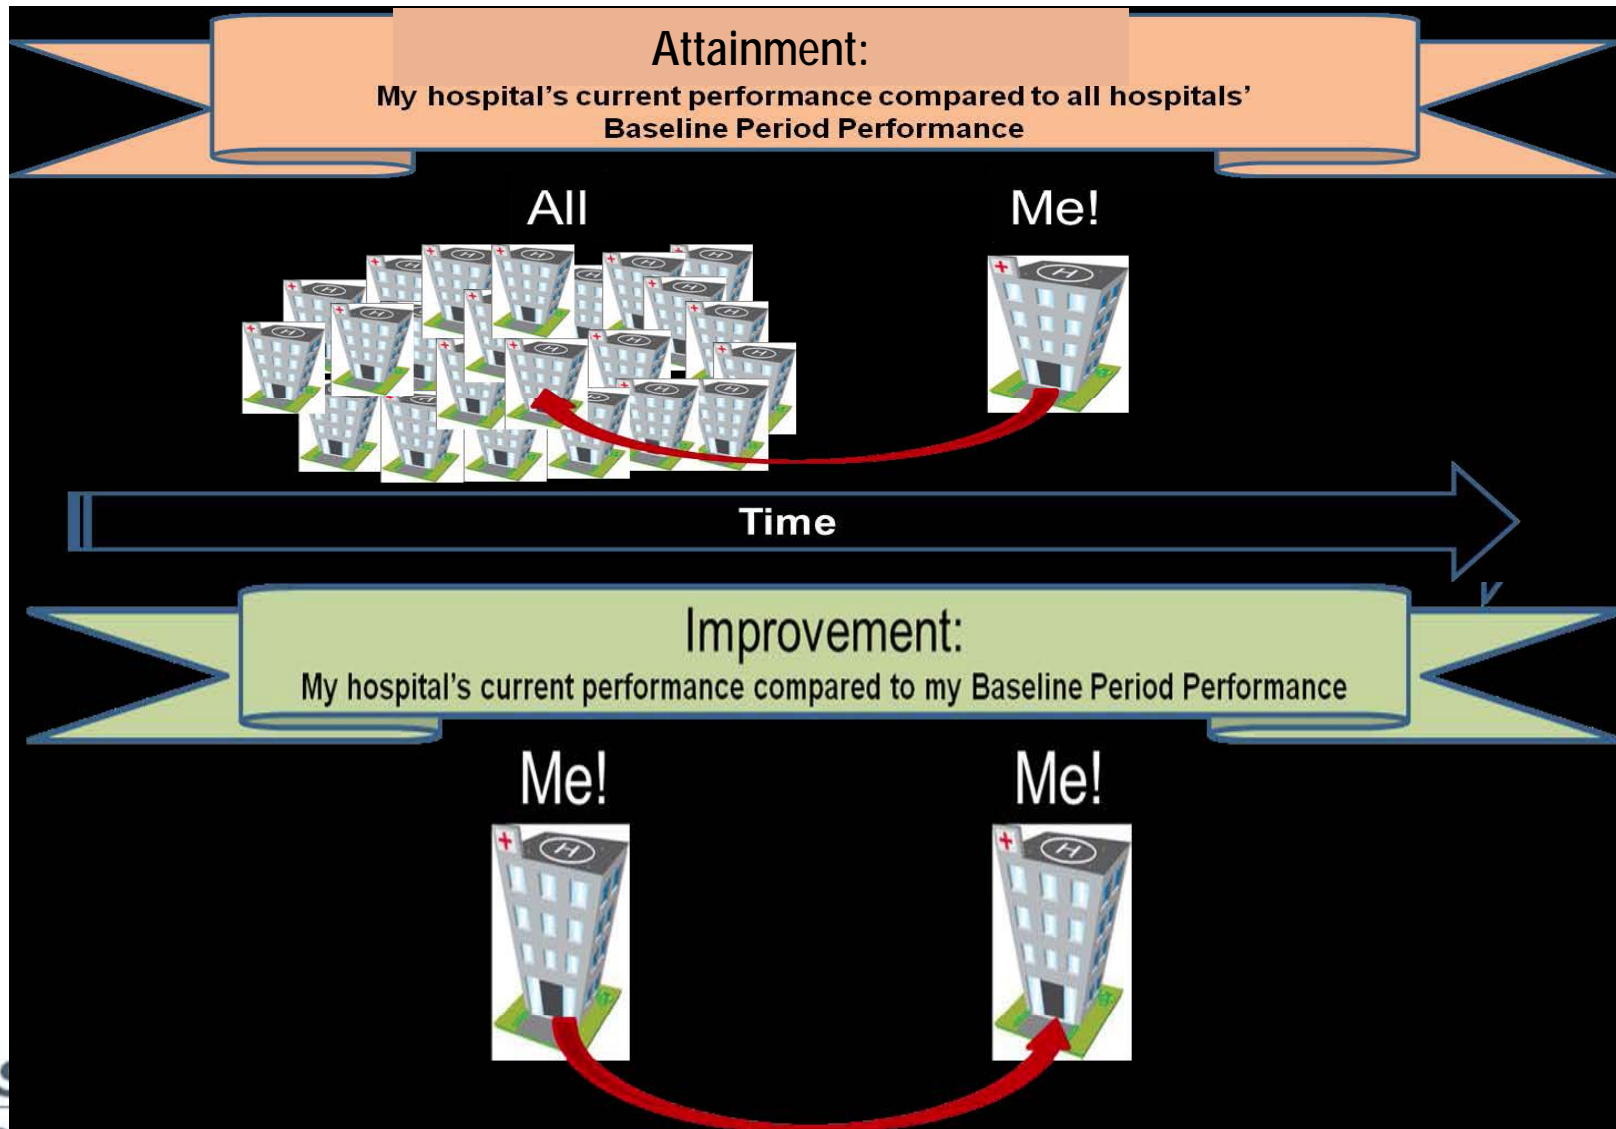 Attainment:
My hospital's current performance compared to all hospitals'
Baseline Period Performance
All
Me!
Time
Improvement:
My hospital's current performance compared to my Baseline Period Performance
Me!
Me!